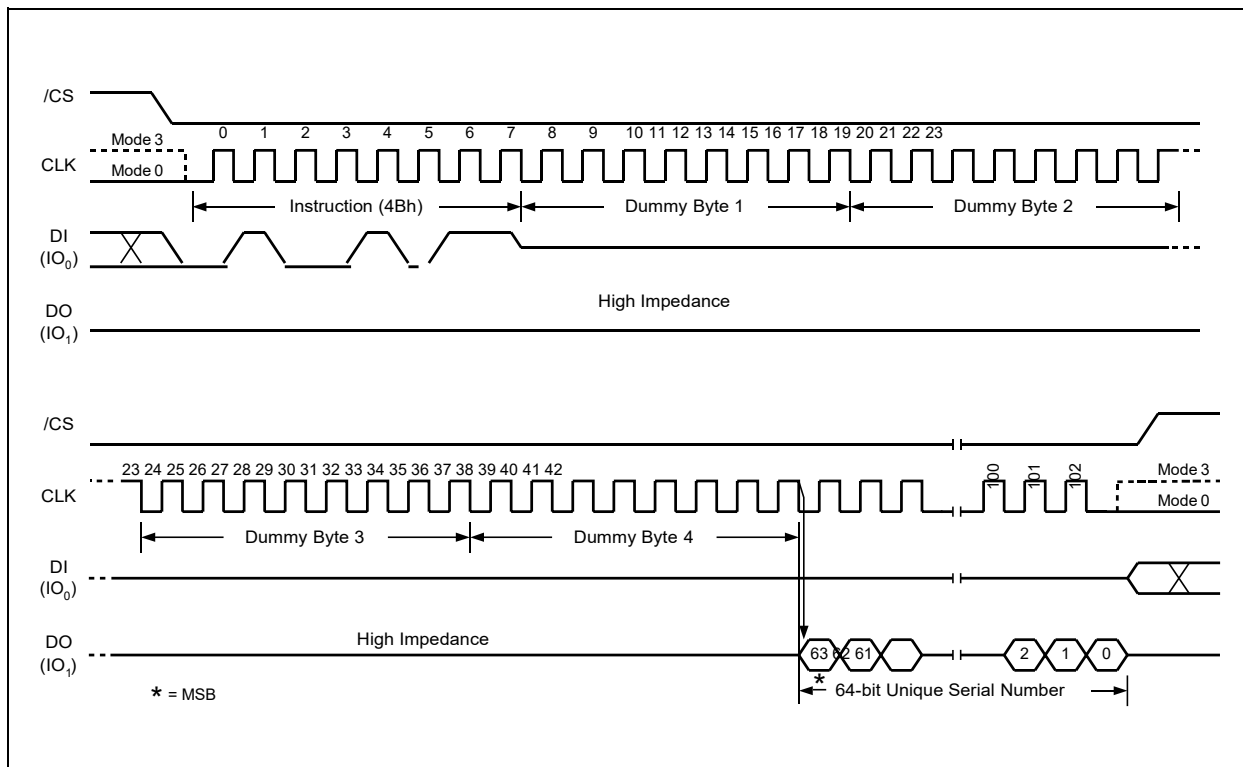 /CS
Mode 3
0 1 2 3 4 5 6 7 8 9 10 11 12 13 14 15 16 17 18 19 20 21 22 23
CLK
Mode 0
Instruction (4Bh) Dummy Byte 1 Dummy Byte 2
DI
(IO0)
High Impedance
DO
(IO1)
/CS
23 24 25 26 27 28 29 30 31 32 33 34 35 36 37 38 39 40 41 42 100 101 102 Mode 3
CLK
Mode 0
Dummy Byte 3 Dummy Byte 4
DI
(IO0)
High Impedance
DO
(IO1)
63 62 61 2 1 0
*
* = MSB
64-bit Unique Serial Number